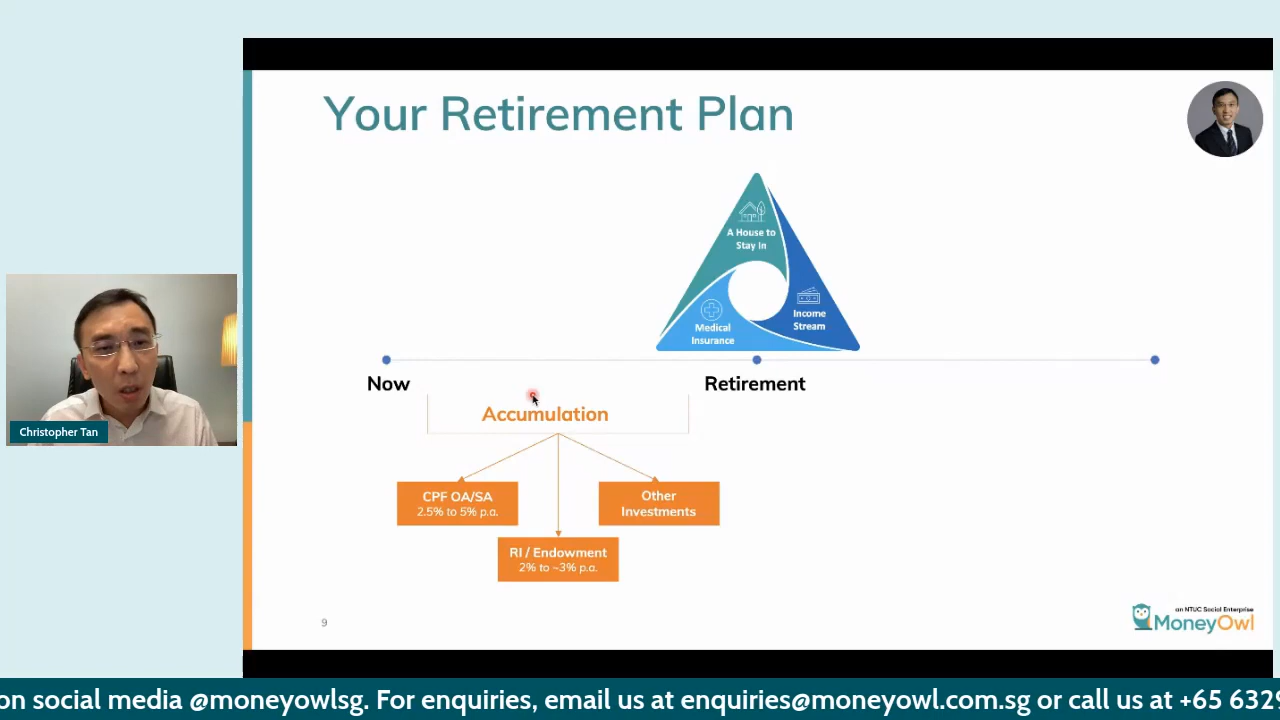 Your Retirement Plan
A House to
Stay In
Medical
Insurance
Income
Stream
Now
Retirement
Accumulation
CPF OA/SA
2.5% to 5% p.a.
Other
Investments
RI / Endowment
2% to ~3% p.a.
Christopher Tan
9
an NTUC Social Enterprise
MoneyOwl
on social media @moneyowlsg. For enquiries, email us at enquiries@moneyowl.com.sg or call us at +65 6329